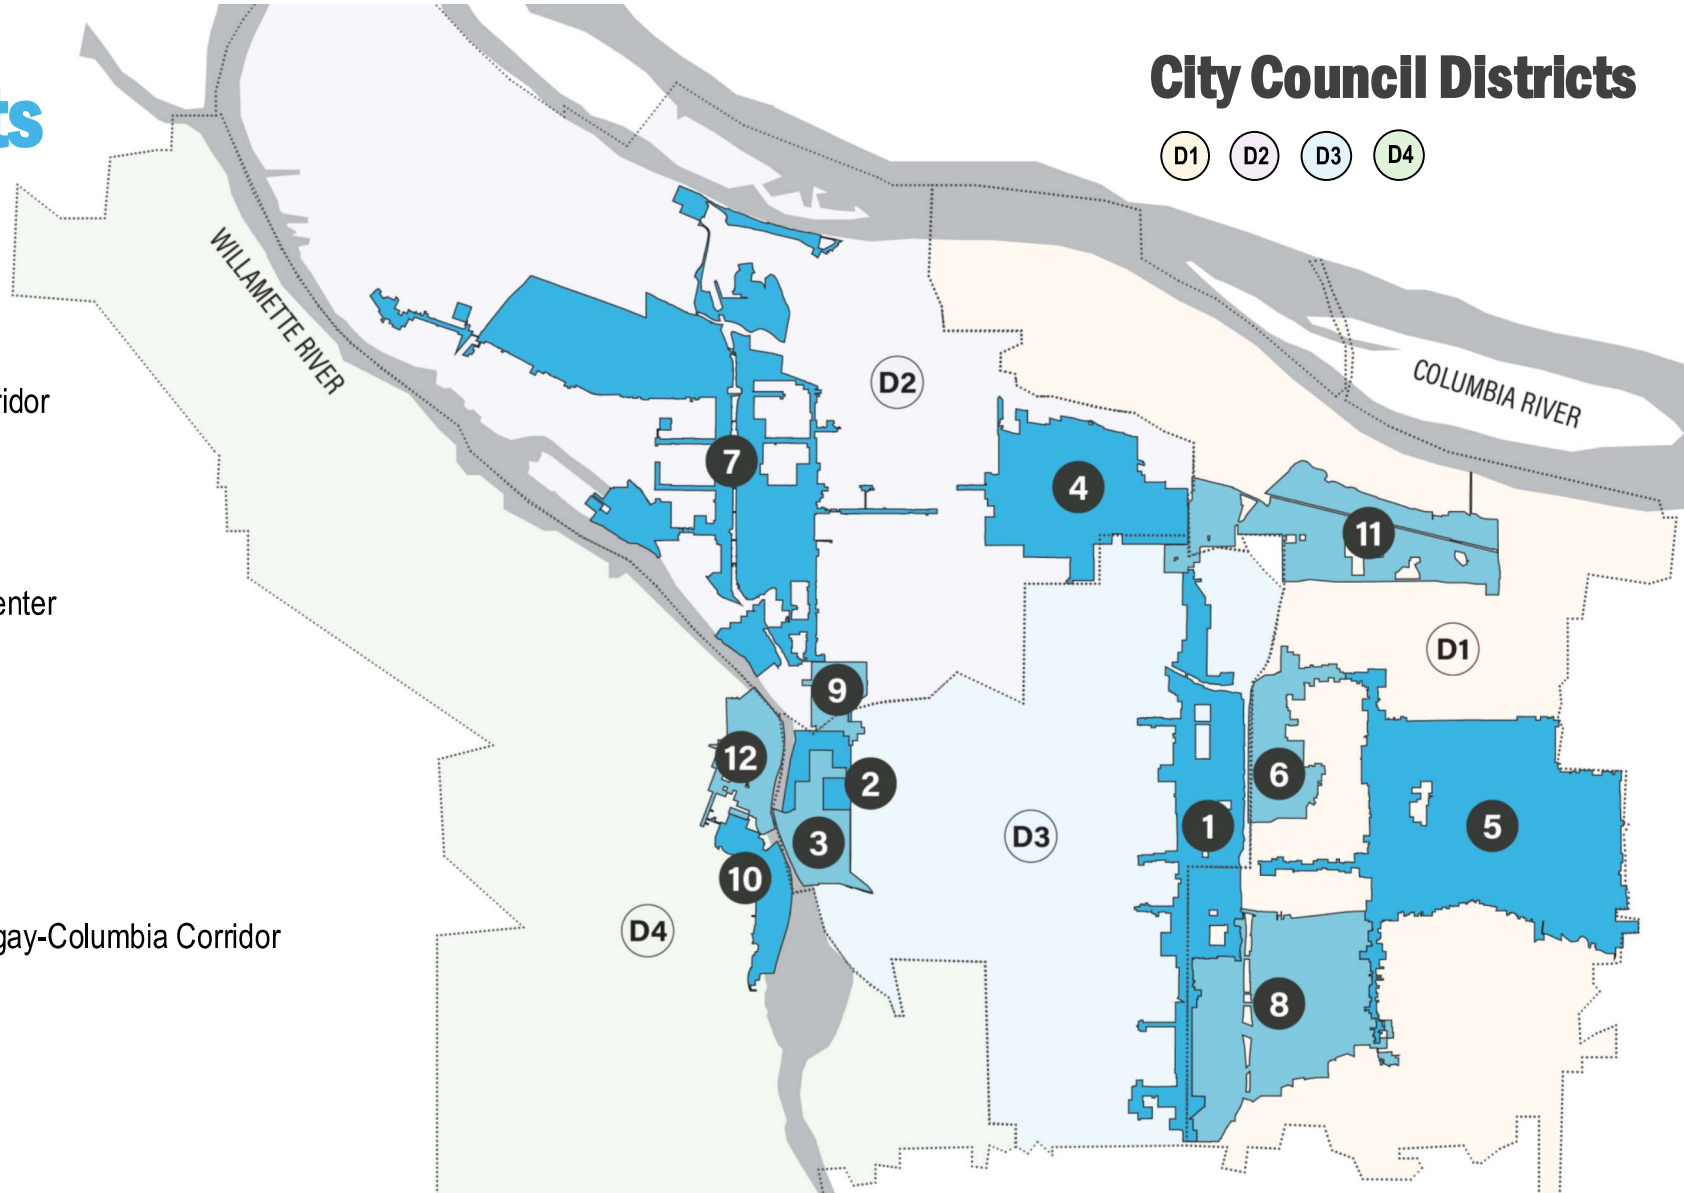 City Council Districts
ts
D1 D2 D3 D4
WILLAMETTE RIVER
COLUMBIA RIVER
D2
ridor
7
4
11
enter
D1
9
12
2
6
1
5
3
D3
10
D4
gay-Columbia Corridor
8